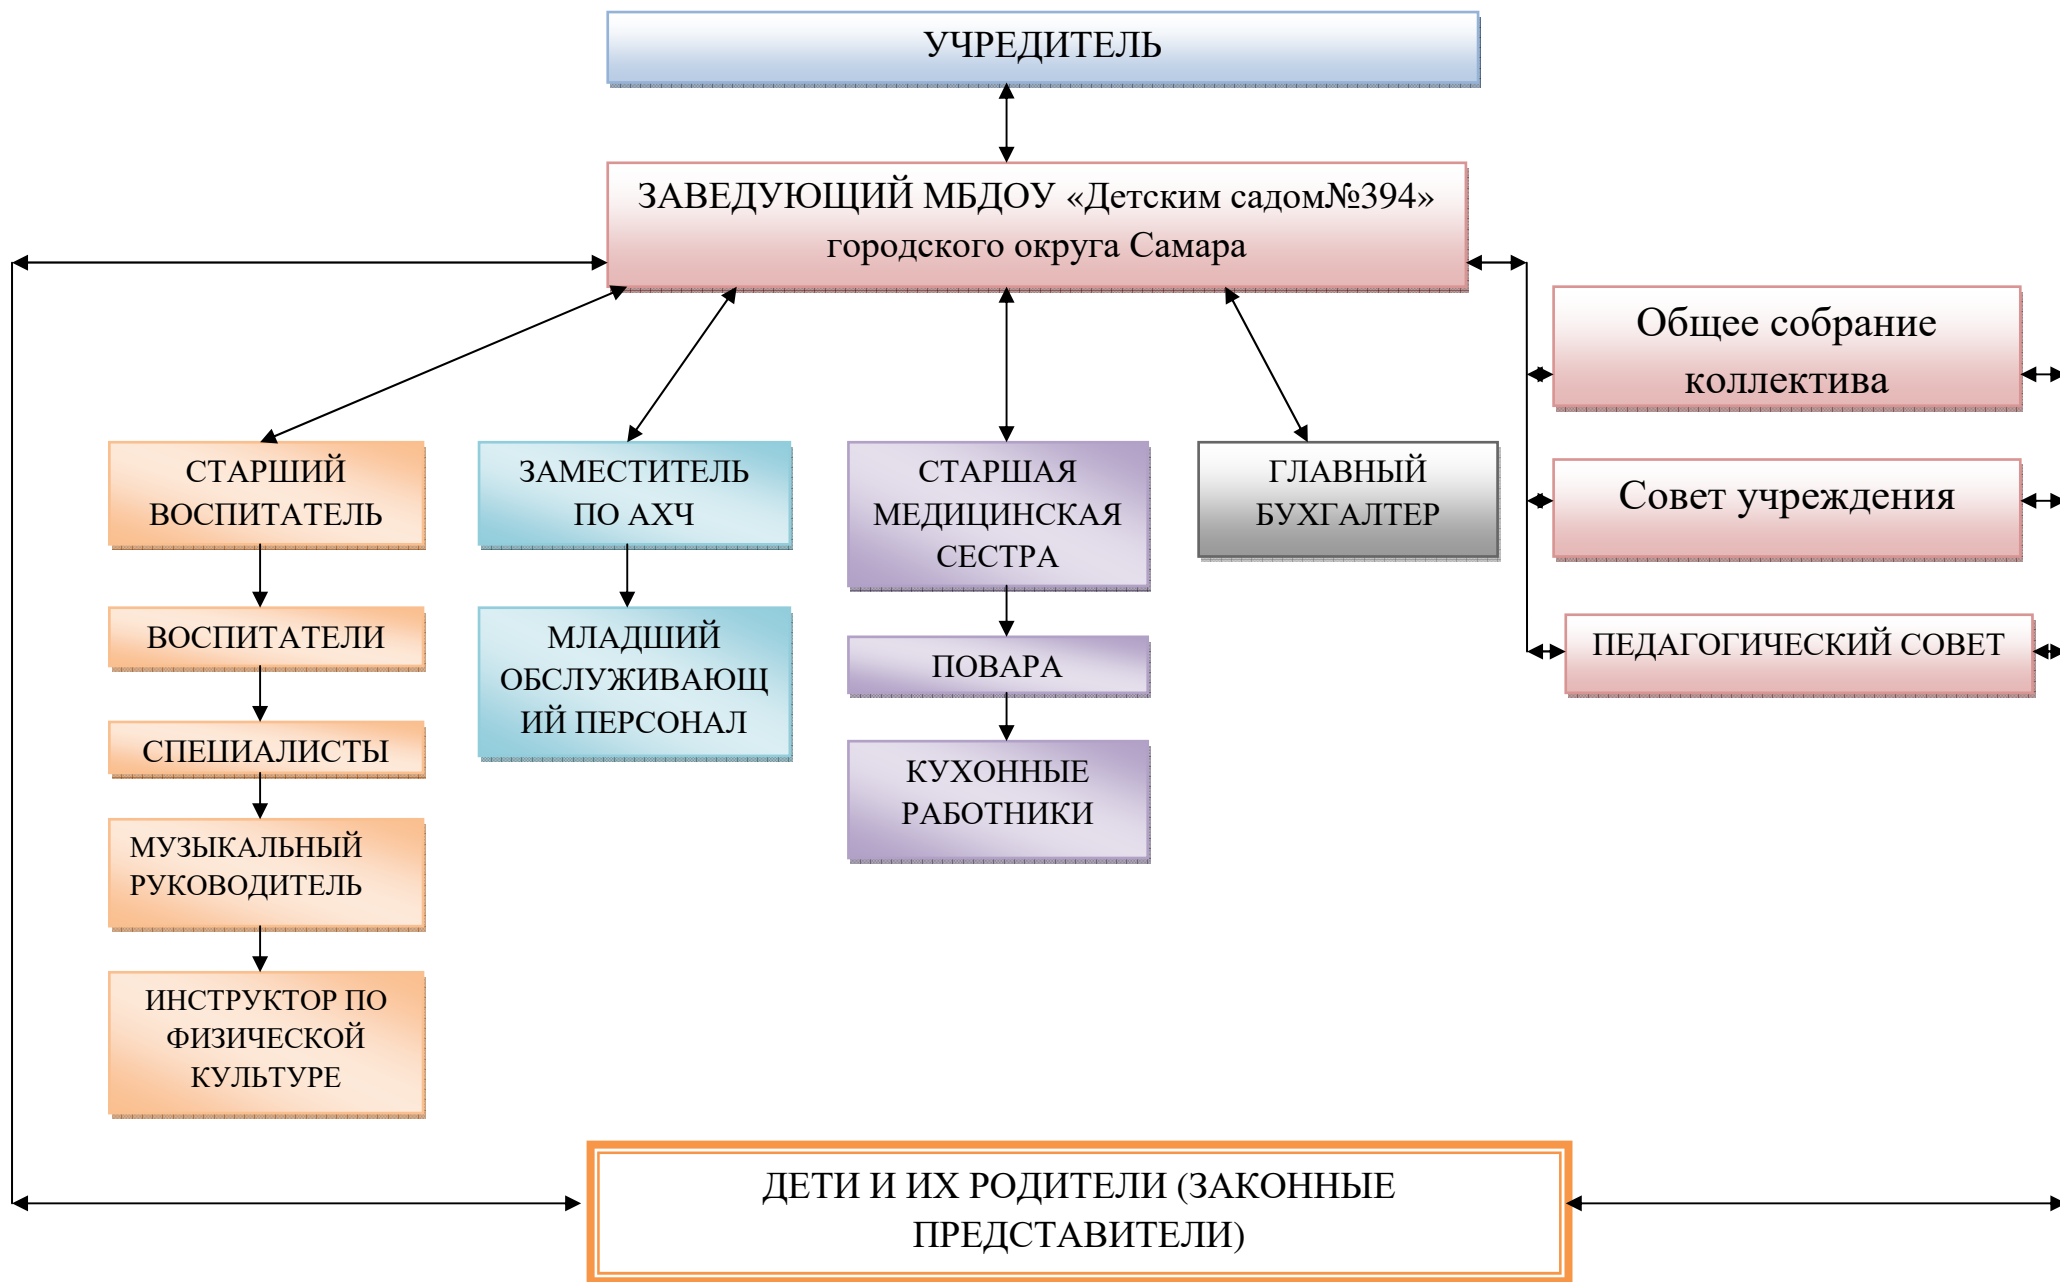 УЧРЕДИТЕЛЬ
ЗАВЕДУЮЩИЙ МБДОУ «Детским садом№394»
городского округа Самара
Общее собрание
коллектива
Совет учреждения
ПЕДАГОГИЧЕСКИЙ СОВЕТ
СТАРШИЙ
ВОСПИТАТЕЛЬ
ВОСПИТАТЕЛИ
СПЕЦИАЛИСТЫ
МУЗЫКАЛЬНЫЙ
РУКОВОДИТЕЛЬ
ИНСТРУКТОР ПО
ФИЗИЧЕСКОЙ
КУЛЬТУРЕ
ЗАМЕСТИТЕЛЬ
ПО АХЧ
МЛАДШИЙ
ОБСЛУЖИВАЮЩ
ИЙ ПЕРСОНАЛ
СТАРШАЯ
МЕДИЦИНСКАЯ
СЕСТРА
ПОВАРА
КУХОННЫЕ
РАБОТНИКИ
ГЛАВНЫЙ
БУХГАЛТЕР
ДЕТИ И ИХ РОДИТЕЛИ (ЗАКОННЫЕ
ПРЕДСТАВИТЕЛИ)